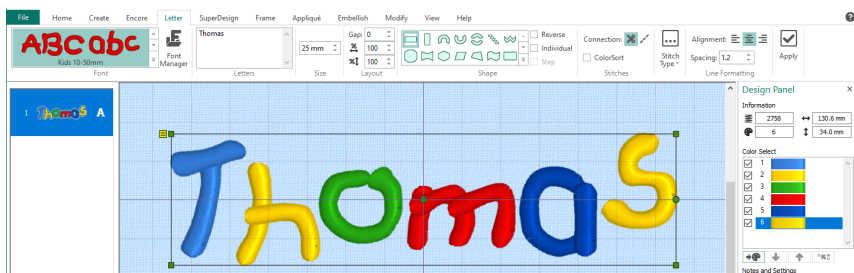 File Home Create Encore Letter SuperDesign Frame Appliqué Embellish Modify View Help
ABC abc
Kids 10-50mm
Font
Font
Manager
Thomas
Letters
25 mm
Size
Gap: 0
100
100
Layout
Reverse
Individual
Step
Shape
Connection:
ColorSort
Stitches
Stitch
Type
Alignment:
Spacing: 1.2
Line Formatting
Apply
1 Thomas A
Thomas
Design Panel
Information
2758 130.6 mm
6 34.0 mm
Color Select
1
2
3
4
5
6
Notes and Settings